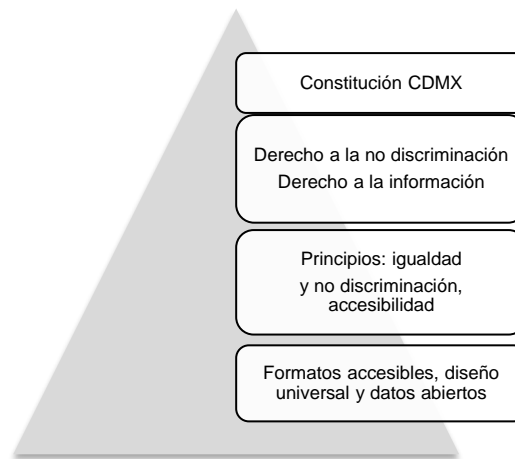 Constitución CDMX
Derecho a la no discriminación
Derecho a la información
Principios: igualdad
y no discriminación,
accesibilidad
Formatos accesibles, diseño
universal y datos abiertos